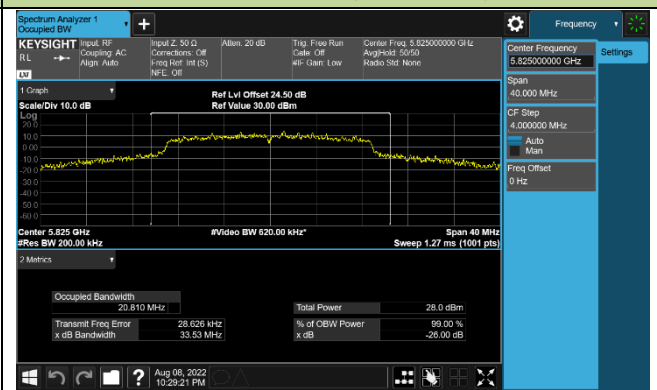 Spectrum Analyzer 1
Occupied BW
+
Frequency
KEYSIGHT
RL
LXI
Input: RF
Coupling: AC
Align: Auto
Input Z: 50 Ω
Corrections: Off
Freq Ref: Int (S)
NFE: Off
Atten: 20 dB
Trig: Free Run
Gate: Off
#IF Gain: Low
Center Freq: 5.825000000 GHz
Avg|Hold: 50/50
Radio Std: None
Center Frequency
5.825000000 GHz
Settings
Span
40.000 MHz
CF Step
4.000000 MHz
Auto
Man
Freq Offset
0 Hz
1 Graph
Scale/Div 10.0 dB
Ref Lvl Offset 24.50 dB
Ref Value 30.00 dBm
Log
20.0
10.0
0.00
-10.0
-20.0
-30.0
-40.0
-50.0
-60.0
Center 5.825 GHz
#Res BW 200.00 kHz
#Video BW 620.00 kHz*
Span 40 MHz
Sweep 1.27 ms (1001 pts)
2 Metrics
Occupied Bandwidth
20.810 MHz
Total Power 28.0 dBm
Transmit Freq Error 28.626 kHz
% of OBW Power 99.00 %
x dB Bandwidth 33.53 MHz
x dB -26.00 dB
?
Aug 08, 2022
10:29:21 PM